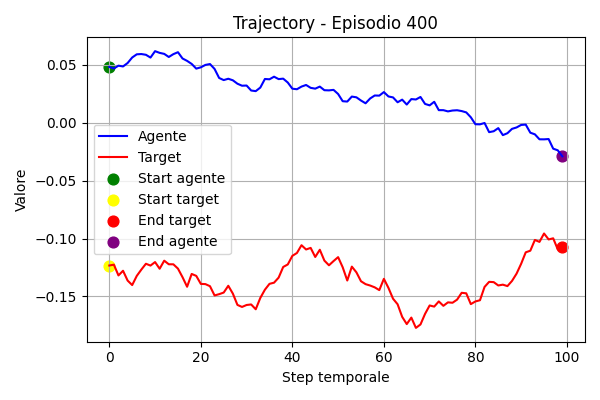 Trajectory - Episodio 400
Valore
0.05
0.00
−0.05
−0.10
−0.15
Agente
Target
Start agente
Start target
End target
End agente
0 20 40 60 80 100
Step temporale